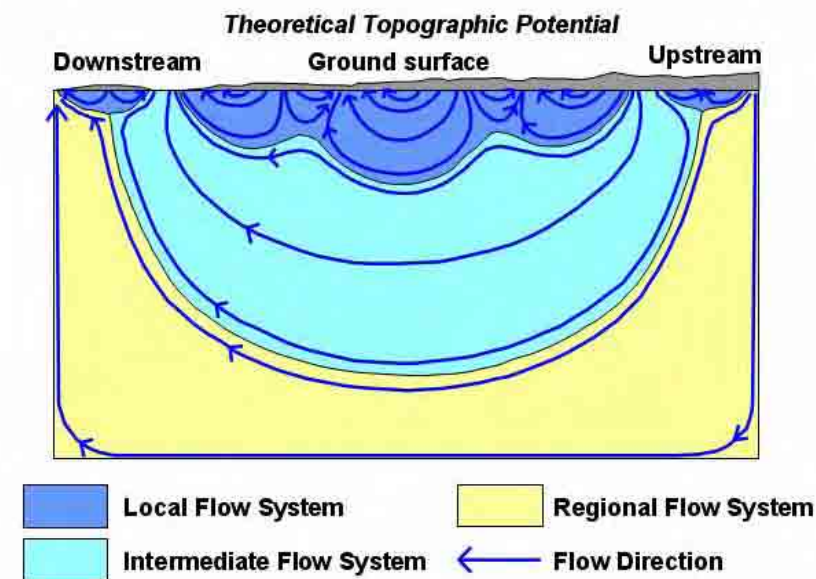 Theoretical Topographic Potential
Downstream
Ground surface
Upstream
Local Flow System
Regional Flow System
Intermediate Flow System
Flow Direction